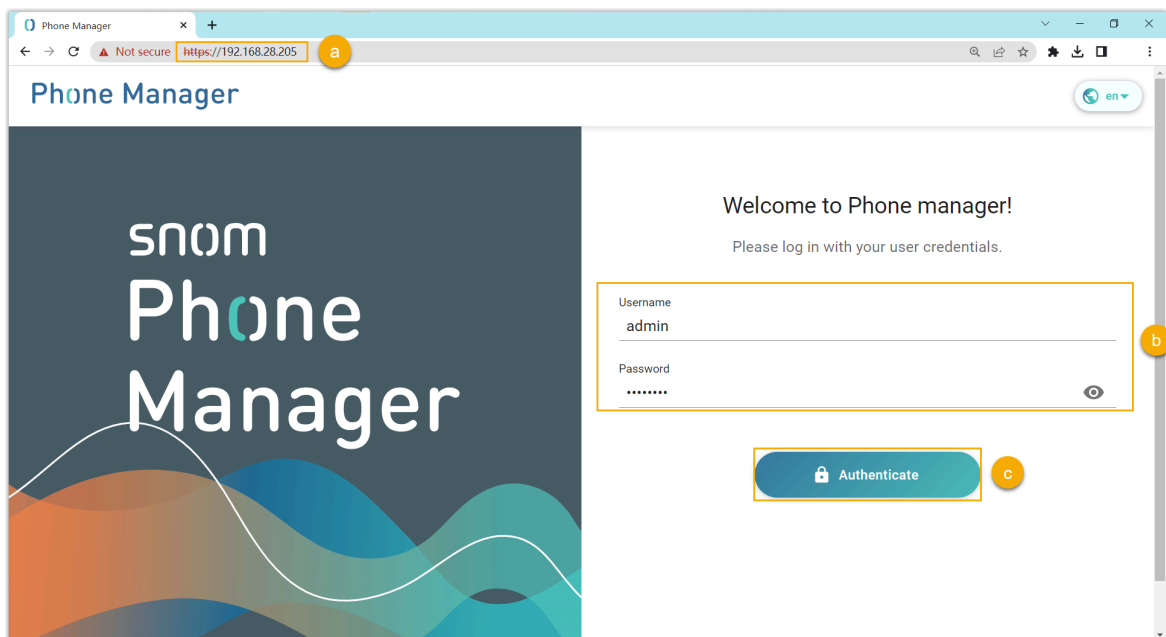 Phone Manager
Not secure https://192.168.28.205 a
Phone Manager
en
snom
Phone
Manager
Welcome to Phone manager!
Please log in with your user credentials.
Username
admin
b
Password
••••••••
Authenticate c